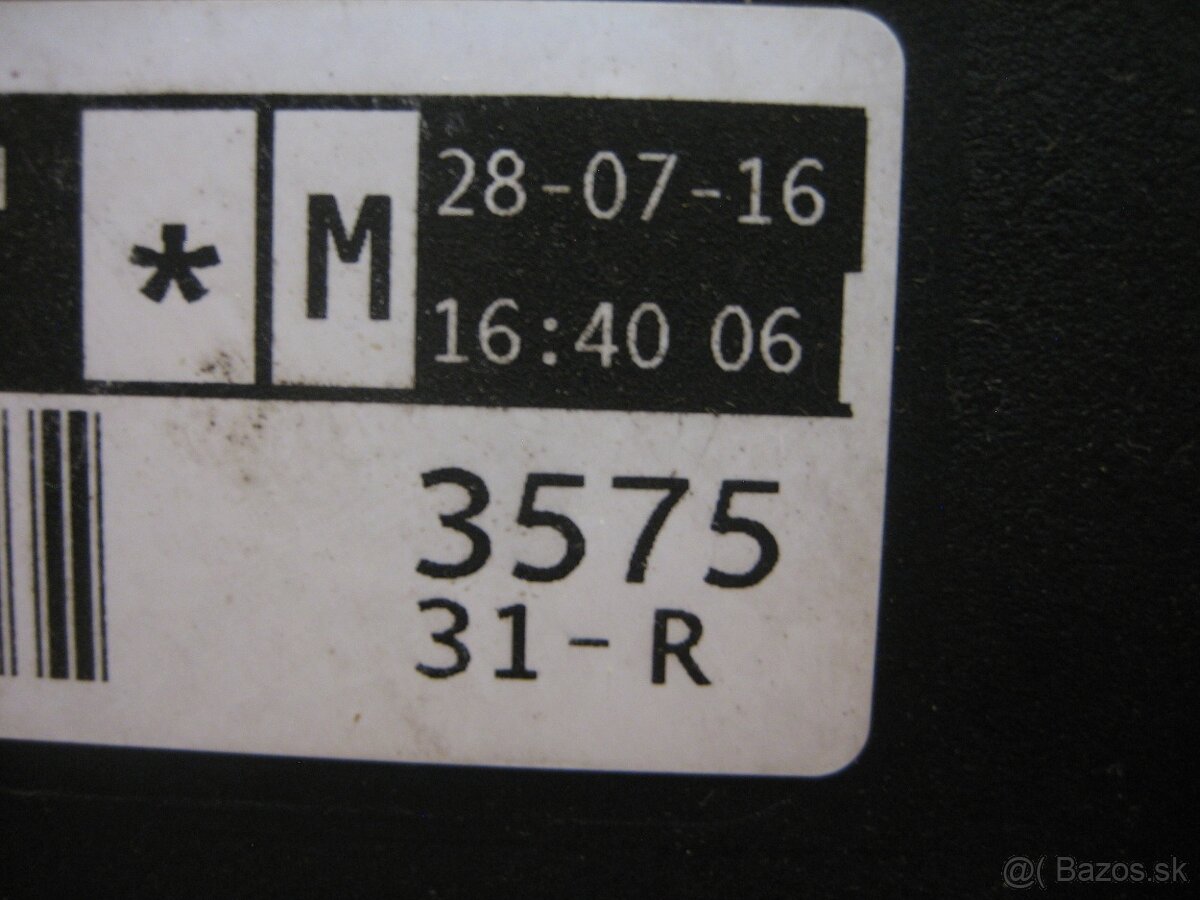 * M 28-07-16
16:40 06
3575
31-R
@( Bazos.sk